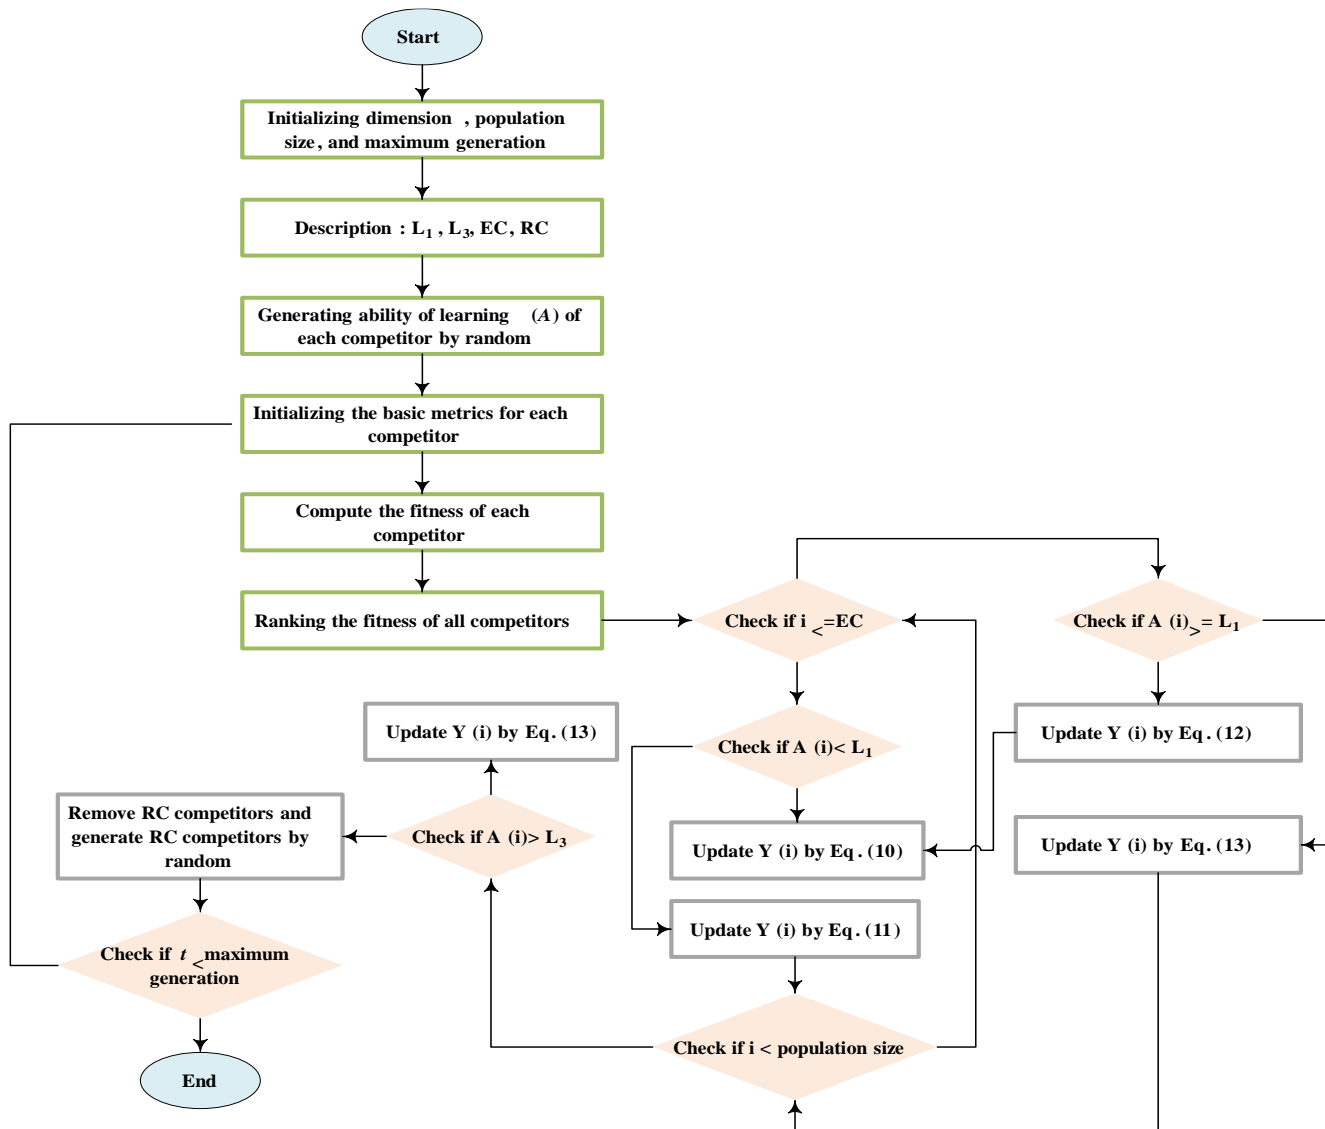 Start
Initializing dimension , population
size, and maximum generation
Description : L₁ , L₃, EC, RC
Generating ability of learning (A) of
each competitor by random
Initializing the basic metrics for each
competitor
Compute the fitness of each
competitor
Ranking the fitness of all competitors
Check if i <=EC
Check if A (i)>= L₁
Update Y (i) by Eq. (13)
Check if A (i)< L₁
Update Y (i) by Eq. (12)
Remove RC competitors and
generate RC competitors by
random
Check if A (i)> L₃
Update Y (i) by Eq. (10)
Update Y (i) by Eq. (13)
Update Y (i) by Eq. (11)
Check if t <maximum
generation
Check if i < population size
End